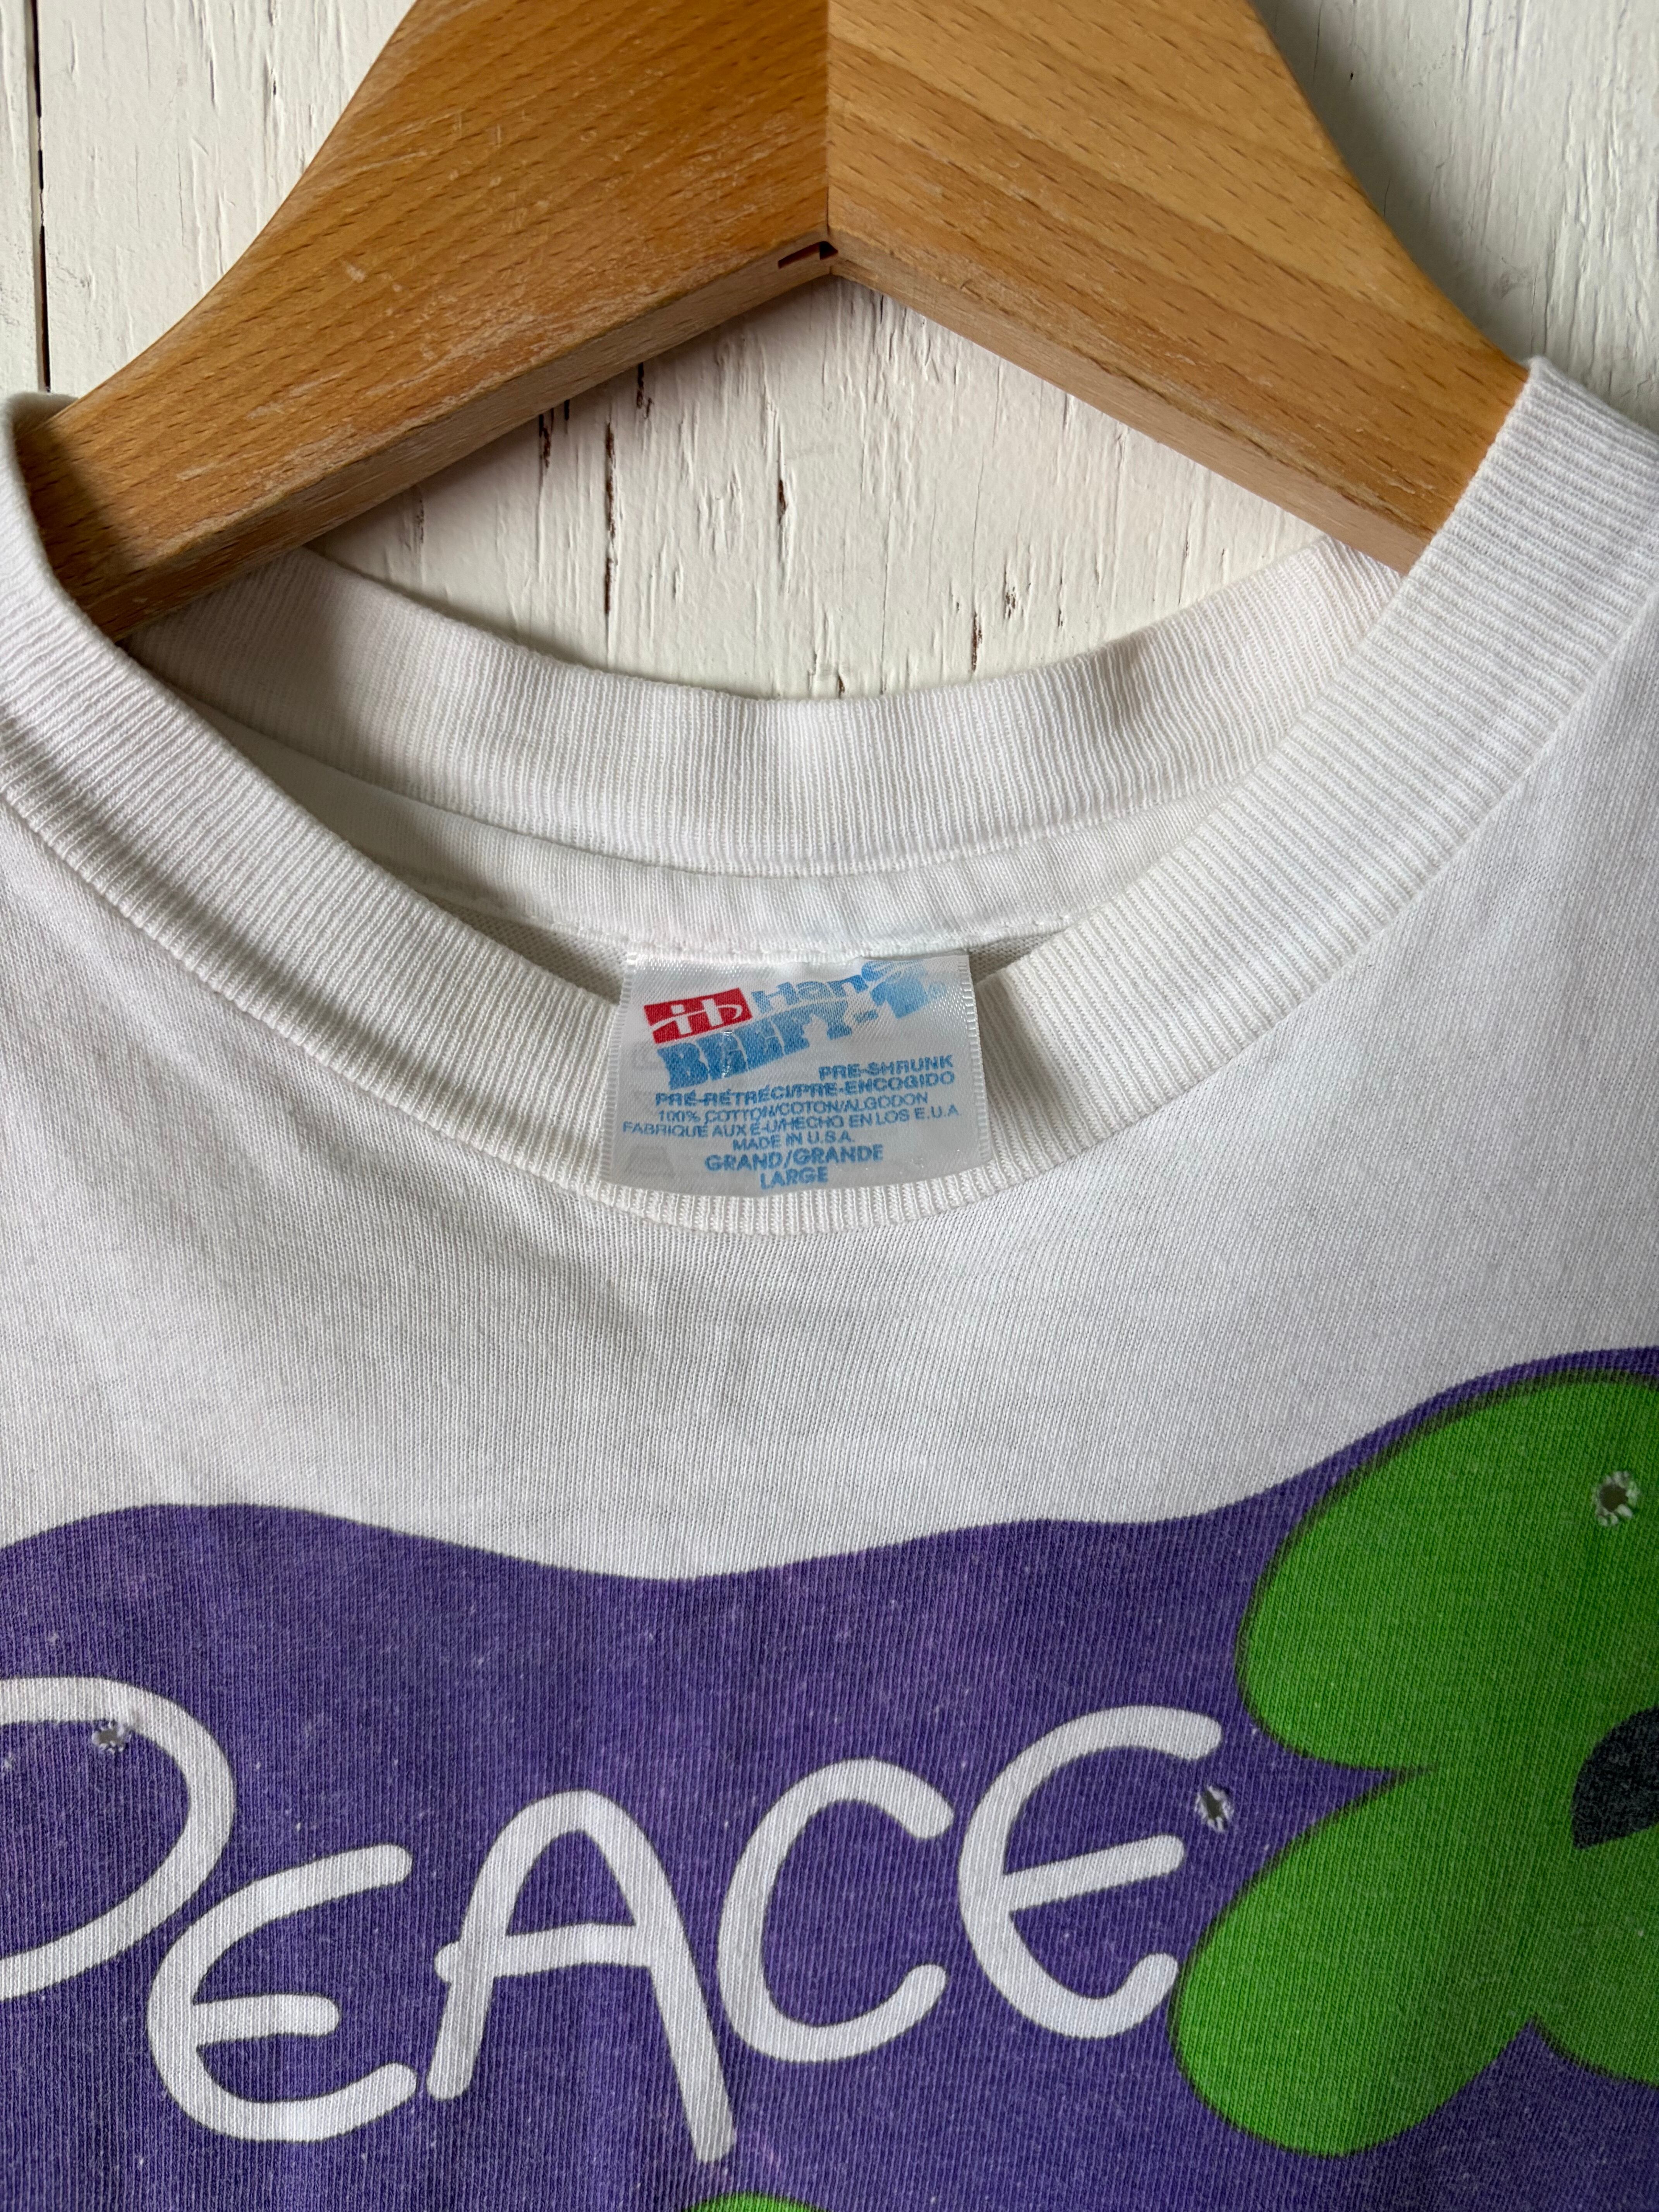 Hanes
BEEFY-T.
PRE-SHRUNK
PRÉ-RÉTRÉCI/PRE-ENCOGIDO
100% COTTON/COTON/ALGODON
FABRIQUÉ AUX É-U/HECHO EN LOS E.U.A
MADE IN U.S.A.
GRAND/GRANDE
LARGE
PEACE